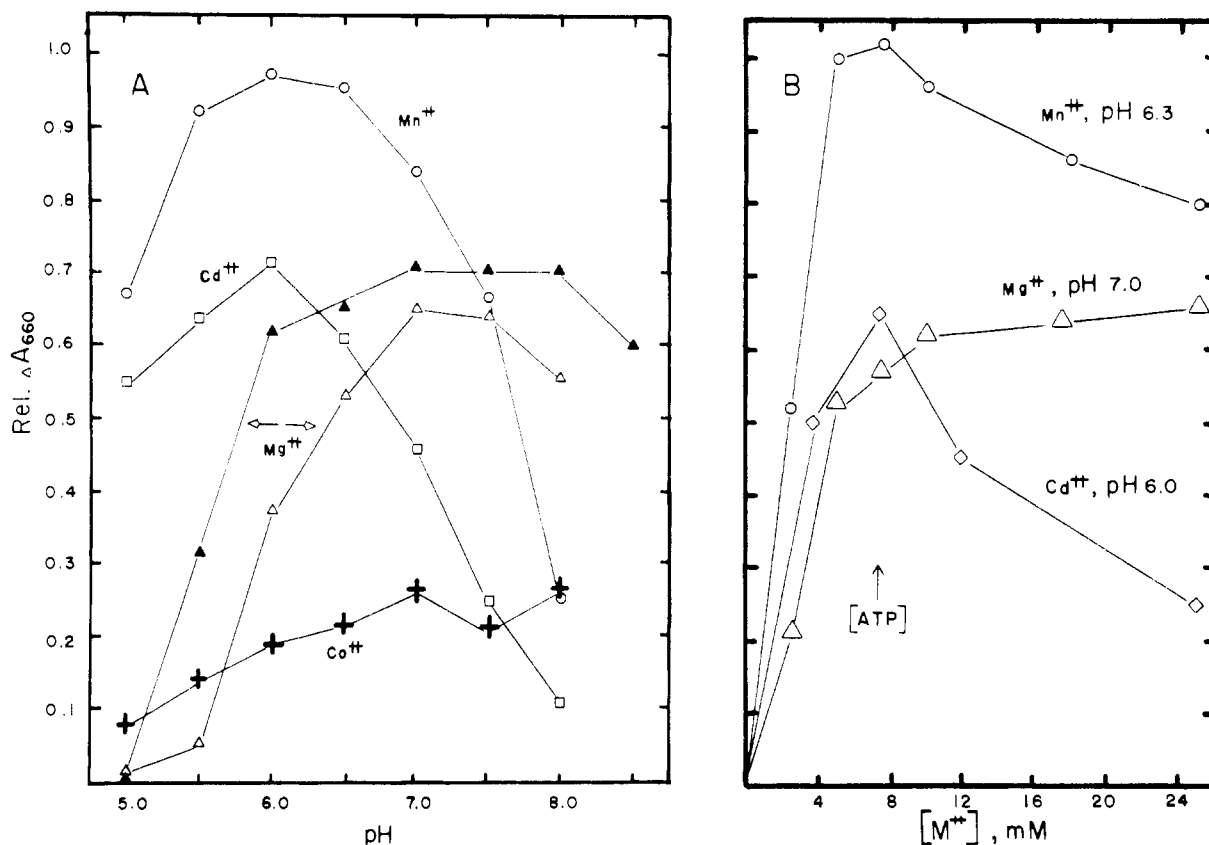 A
1.0
0.9
0.8
0.7
0.6
0.5
0.4
0.3
0.2
0.1
Rel. △A660
Mn++
Cd++
Mg++
Co++
5.0 6.0 7.0 8.0
pH
B
Mn++, pH 6.3
Mg++, pH 7.0
Cd++, pH 6.0
[ATP]
4 8 12 16 20 24
[M++], mM